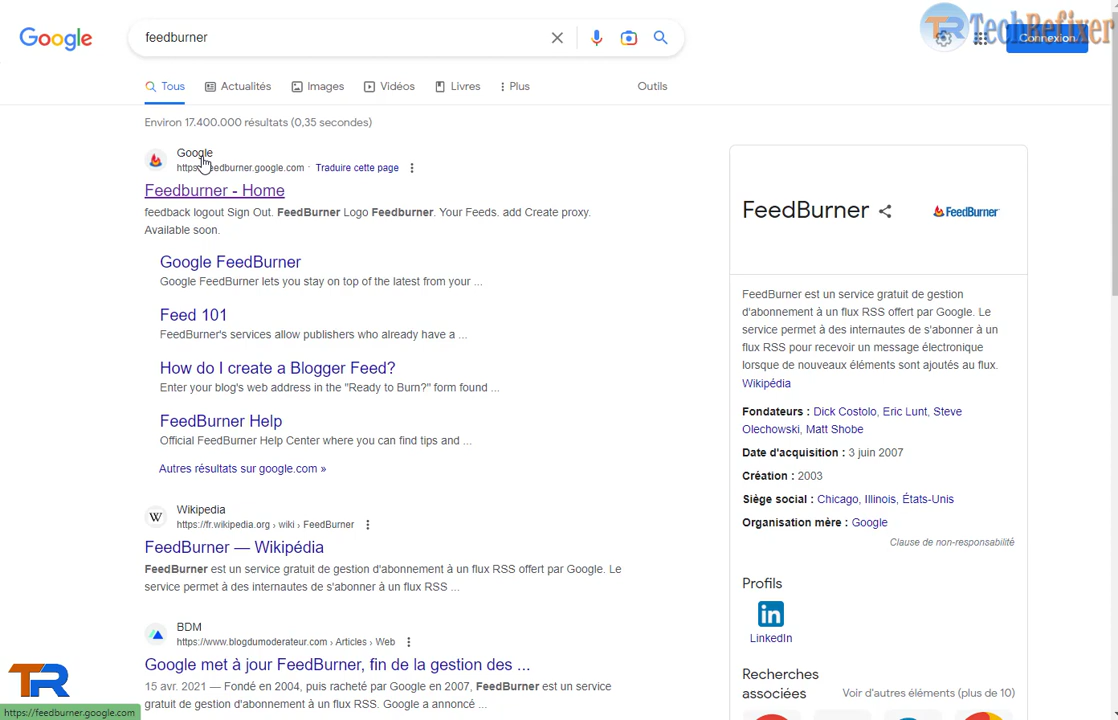 TR TechRefixer
Google
feedburner
Connexion
Tous
Actualités
Images
Vidéos
Livres
Plus
Outils
Environ 17.400.000 résultats (0,35 secondes)
Google
https://feedburner.google.com · Traduire cette page
Feedburner - Home
feedback logout Sign Out. FeedBurner Logo Feedburner. Your Feeds. add Create proxy.
Available soon.
Google FeedBurner
Google FeedBurner lets you stay on top of the latest from your ...
Feed 101
FeedBurner's services allow publishers who already have a ...
How do I create a Blogger Feed?
Enter your blog's web address in the "Ready to Burn?" form found ...
FeedBurner Help
Official FeedBurner Help Center where you can find tips and ...
Autres résultats sur google.com »
W
Wikipedia
https://fr.wikipedia.org › wiki › FeedBurner
FeedBurner — Wikipédia
FeedBurner est un service gratuit de gestion d'abonnement à un flux RSS offert par Google. Le
service permet à des internautes de s'abonner à un flux RSS ...
BDM
https://www.blogdumoderateur.com › Articles › Web
Google met à jour FeedBurner, fin de la gestion des ...
15 avr. 2021 — Fondé en 2004, puis racheté par Google en 2007, FeedBurner est un service
gratuit de gestion d'abonnement à un flux RSS. Google a annoncé ...
FeedBurner
FeedBurner
FeedBurner est un service gratuit de gestion
d'abonnement à un flux RSS offert par Google. Le
service permet à des internautes de s'abonner à un
flux RSS pour recevoir un message électronique
lorsque de nouveaux éléments sont ajoutés au flux.
Wikipédia
Fondateurs : Dick Costolo, Eric Lunt, Steve
Olechowski, Matt Shobe
Date d'acquisition : 3 juin 2007
Création : 2003
Siège social : Chicago, Illinois, États-Unis
Organisation mère : Google
Clause de non-responsabilité
Profils
in
LinkedIn
Recherches
associées
Voir d'autres éléments (plus de 10)
TR
https://feedburner.google.com